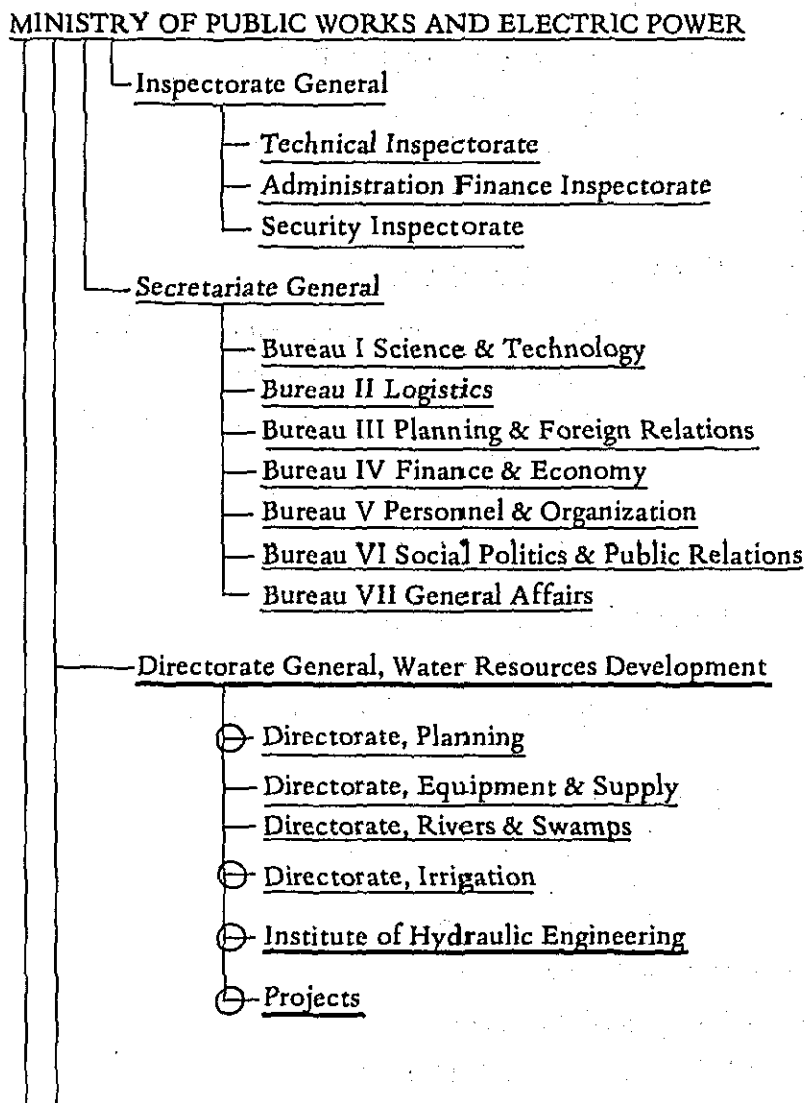 MINISTRY OF PUBLIC WORKS AND ELECTRIC POWER
Inspectorate General
Technical Inspectorate
Administration Finance Inspectorate
Security Inspectorate
Secretariate General
Bureau I Science & Technology
Bureau II Logistics
Bureau III Planning & Foreign Relations
Bureau IV Finance & Economy
Bureau V Personnel & Organization
Bureau VI Social Politics & Public Relations
Bureau VII General Affairs
Directorate General, Water Resources Development
Directorate, Planning
Directorate, Equipment & Supply
Directorate, Rivers & Swamps
Directorate, Irrigation
Institute of Hydraulic Engineering
Projects